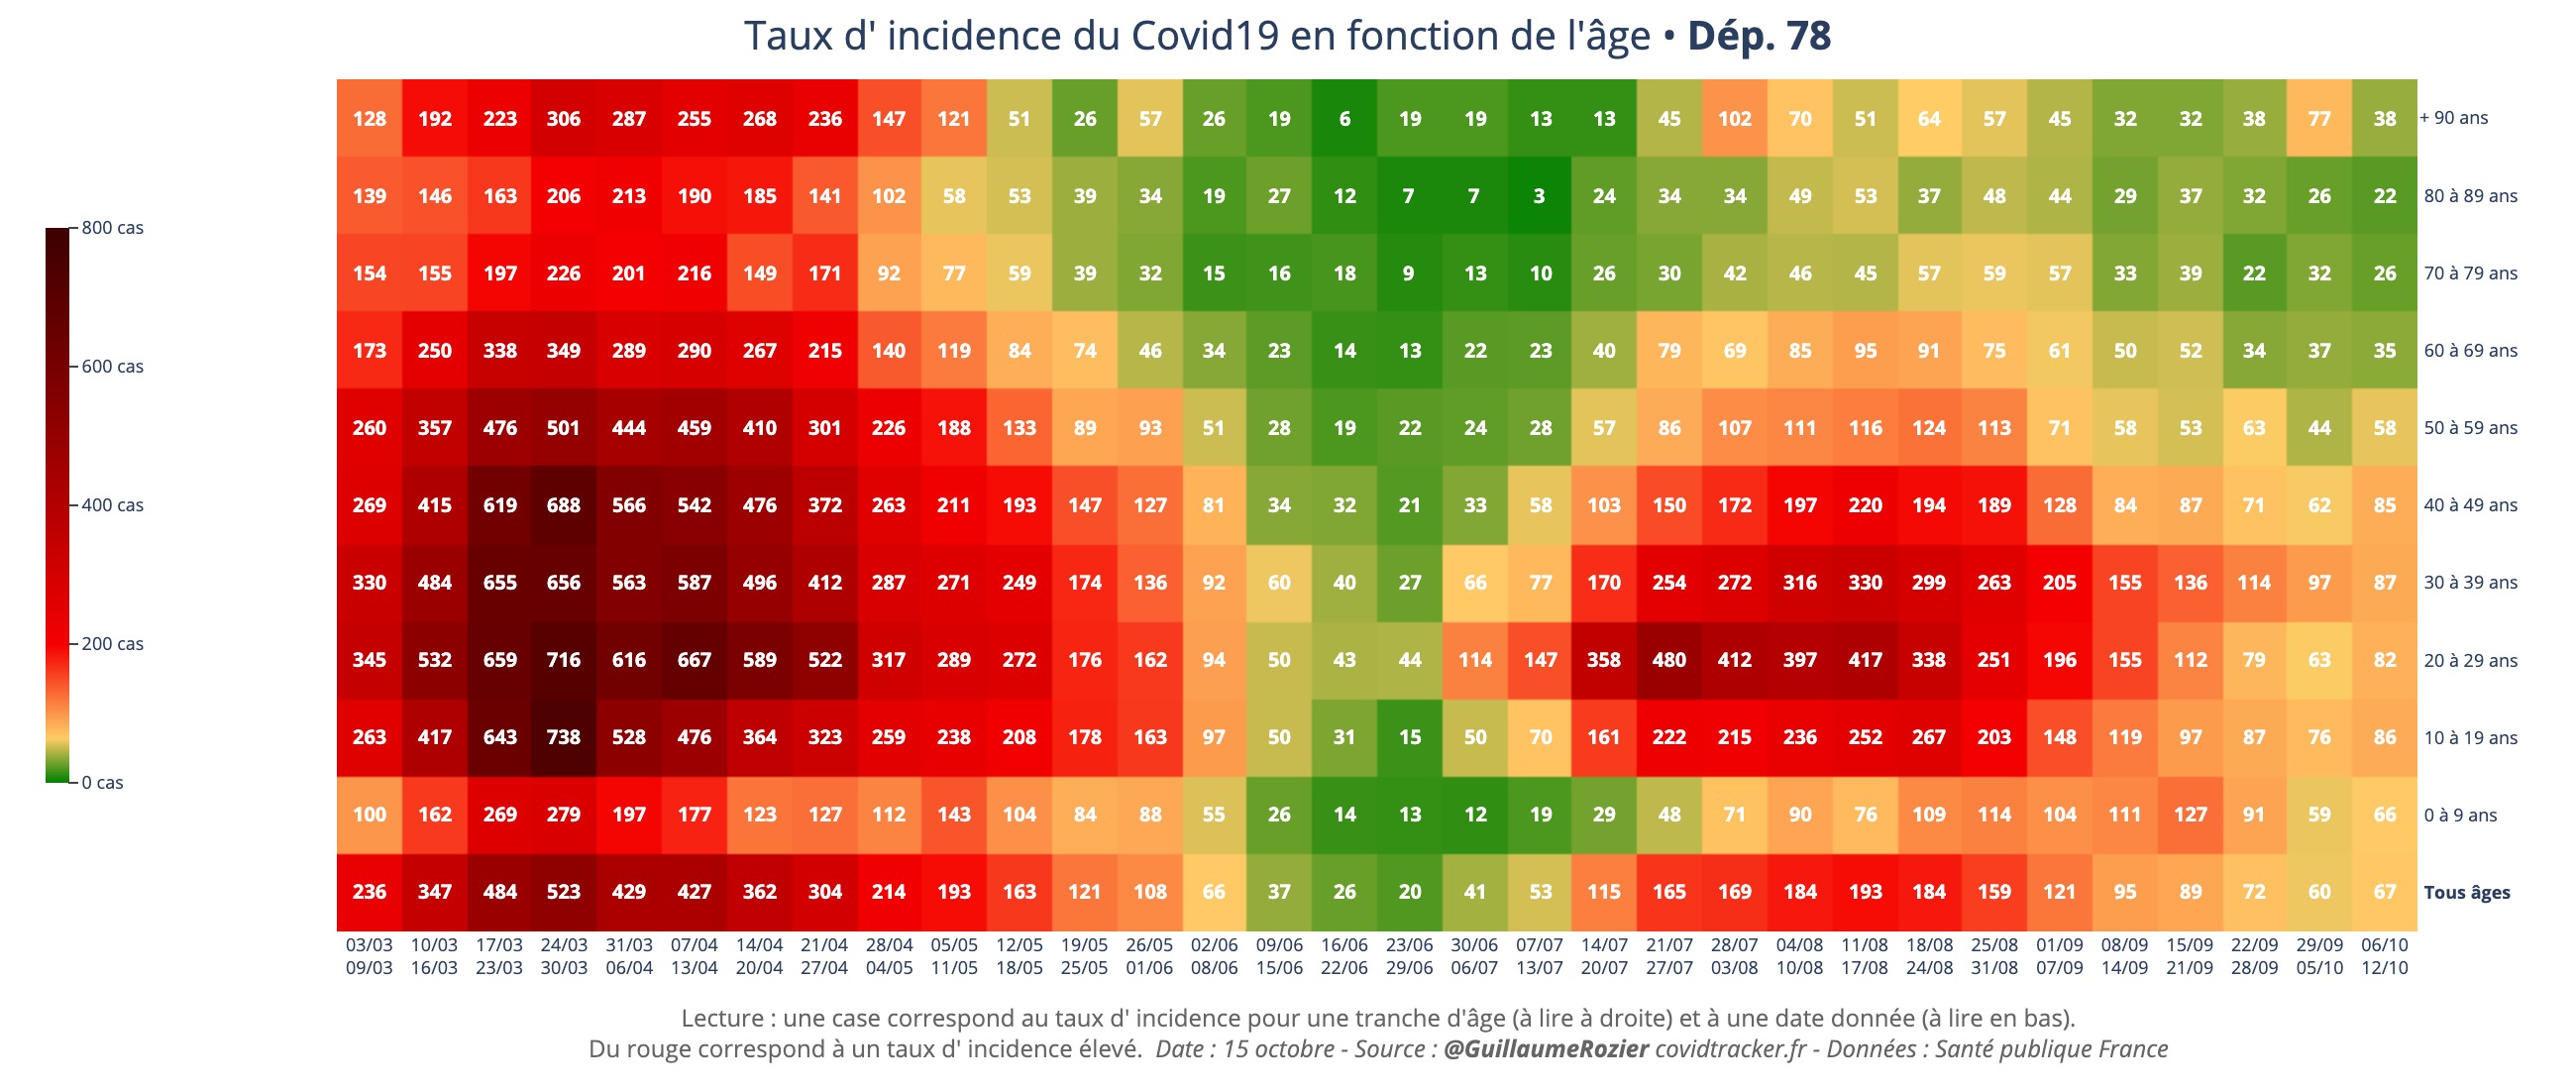 Taux d' incidence du Covid19 en fonction de l'âge • Dép. 78
128 192 223 306 287 255 268 236 147 121 51 26 57 26 19 6 19 19 13 13 45 102 70 51 64 57 45 32 32 38 77 38 + 90 ans
139 146 163 206 213 190 185 141 102 58 53 39 34 19 27 12 7 7 3 24 34 34 49 53 37 48 44 29 37 32 26 22 80 à 89 ans
800 cas
154 155 197 226 201 216 149 171 92 77 59 39 32 15 16 18 9 13 10 26 30 42 46 45 57 59 57 33 39 22 32 26 70 à 79 ans
173 250 338 349 289 290 267 215 140 119 84 74 46 34 23 14 13 22 23 40 79 69 85 95 91 75 61 50 52 34 37 35 60 à 69 ans
600 cas
260 357 476 501 444 459 410 301 226 188 133 89 93 51 28 19 22 24 28 57 86 107 111 116 124 113 71 58 53 63 44 58 50 à 59 ans
400 cas
269 415 619 688 566 542 476 372 263 211 193 147 127 81 34 32 21 33 58 103 150 172 197 220 194 189 128 84 87 71 62 85 40 à 49 ans
330 484 655 656 563 587 496 412 287 271 249 174 136 92 60 40 27 66 77 170 254 272 316 330 299 263 205 155 136 114 97 87 30 à 39 ans
200 cas
345 532 659 716 616 667 589 522 317 289 272 176 162 94 50 43 44 114 147 358 480 412 397 417 338 251 196 155 112 79 63 82 20 à 29 ans
263 417 643 738 528 476 364 323 259 238 208 178 163 97 50 31 15 50 70 161 222 215 236 252 267 203 148 119 97 87 76 86 10 à 19 ans
0 cas
100 162 269 279 197 177 123 127 112 143 104 84 88 55 26 14 13 12 19 29 48 71 90 76 109 114 104 111 127 91 59 66 0 à 9 ans
236 347 484 523 429 427 362 304 214 193 163 121 108 66 37 26 20 41 53 115 165 169 184 193 184 159 121 95 89 72 60 67 Tous âges
03/03 10/03 17/03 24/03 31/03 07/04 14/04 21/04 28/04 05/05 12/05 19/05 26/05 02/06 09/06 16/06 23/06 30/06 07/07 14/07 21/07 28/07 04/08 11/08 18/08 25/08 01/09 08/09 15/09 22/09 29/09 06/10
09/03 16/03 23/03 30/03 06/04 13/04 20/04 27/04 04/05 11/05 18/05 25/05 01/06 08/06 15/06 22/06 29/06 06/07 13/07 20/07 27/07 03/08 10/08 17/08 24/08 31/08 07/09 14/09 21/09 28/09 05/10 12/10
Lecture : une case correspond au taux d' incidence pour une tranche d'âge (à lire à droite) et à une date donnée (à lire en bas).
Du rouge correspond à un taux d' incidence élevé. Date : 15 octobre - Source : @GuillaumeRozier covidtracker.fr - Données : Santé publique France